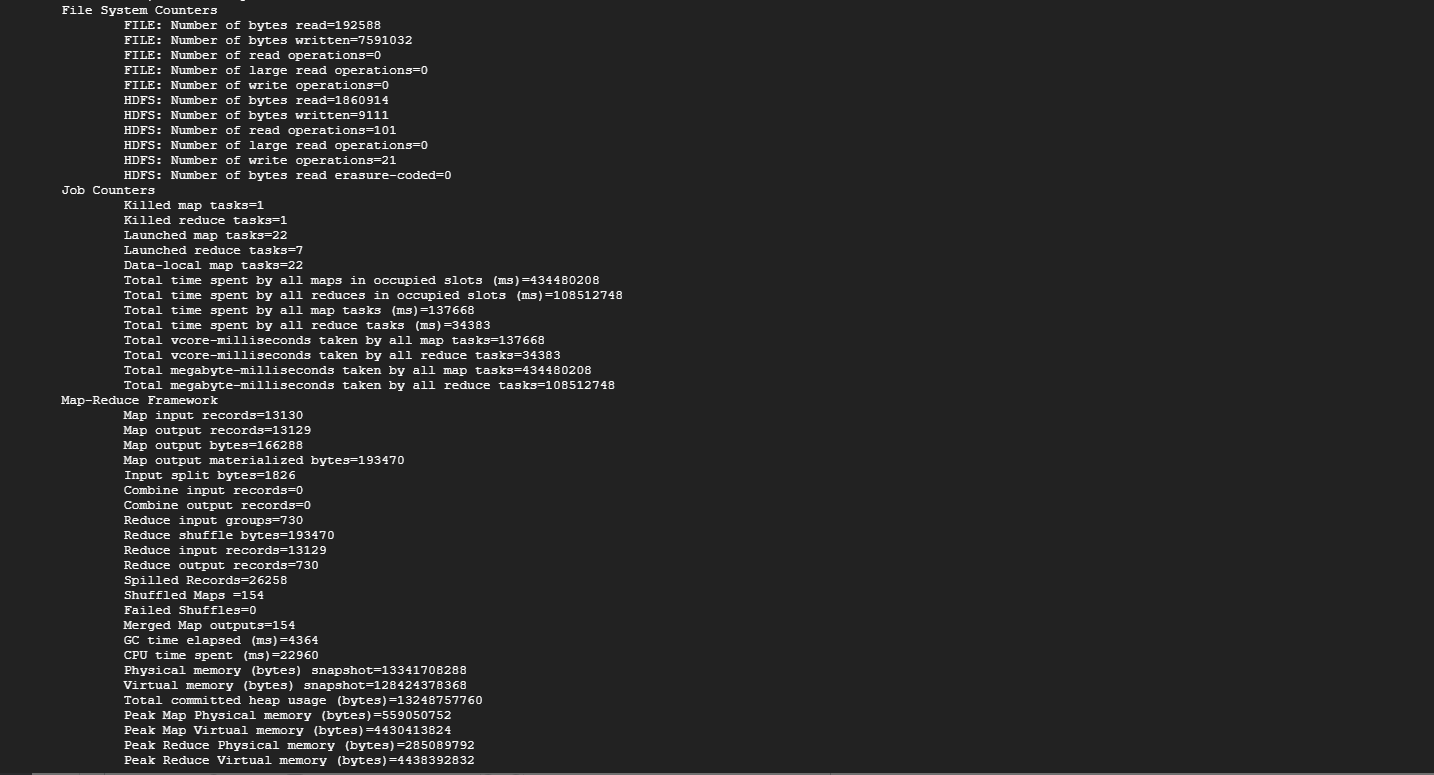 File System Counters
FILE: Number of bytes read=192588
FILE: Number of bytes written=7591032
FILE: Number of read operations=0
FILE: Number of large read operations=0
FILE: Number of write operations=0
HDFS: Number of bytes read=1860914
HDFS: Number of bytes written=9111
HDFS: Number of read operations=101
HDFS: Number of large read operations=0
HDFS: Number of write operations=21
HDFS: Number of bytes read erasure-coded=0
Job Counters
Killed map tasks=1
Killed reduce tasks=1
Launched map tasks=22
Launched reduce tasks=7
Data-local map tasks=22
Total time spent by all maps in occupied slots (ms)=434480208
Total time spent by all reduces in occupied slots (ms)=108512748
Total time spent by all map tasks (ms)=137668
Total time spent by all reduce tasks (ms)=34383
Total vcore-milliseconds taken by all map tasks=137668
Total vcore-milliseconds taken by all reduce tasks=34383
Total megabyte-milliseconds taken by all map tasks=434480208
Total megabyte-milliseconds taken by all reduce tasks=108512748
Map-Reduce Framework
Map input records=13130
Map output records=13129
Map output bytes=166288
Map output materialized bytes=193470
Input split bytes=1826
Combine input records=0
Combine output records=0
Reduce input groups=730
Reduce shuffle bytes=193470
Reduce input records=13129
Reduce output records=730
Spilled Records=26258
Shuffled Maps =154
Failed Shuffles=0
Merged Map outputs=154
GC time elapsed (ms)=4364
CPU time spent (ms)=22960
Physical memory (bytes) snapshot=13341708288
Virtual memory (bytes) snapshot=128424378368
Total committed heap usage (bytes)=13248757760
Peak Map Physical memory (bytes)=559050752
Peak Map Virtual memory (bytes)=4430413824
Peak Reduce Physical memory (bytes)=285089792
Peak Reduce Virtual memory (bytes)=4438392832